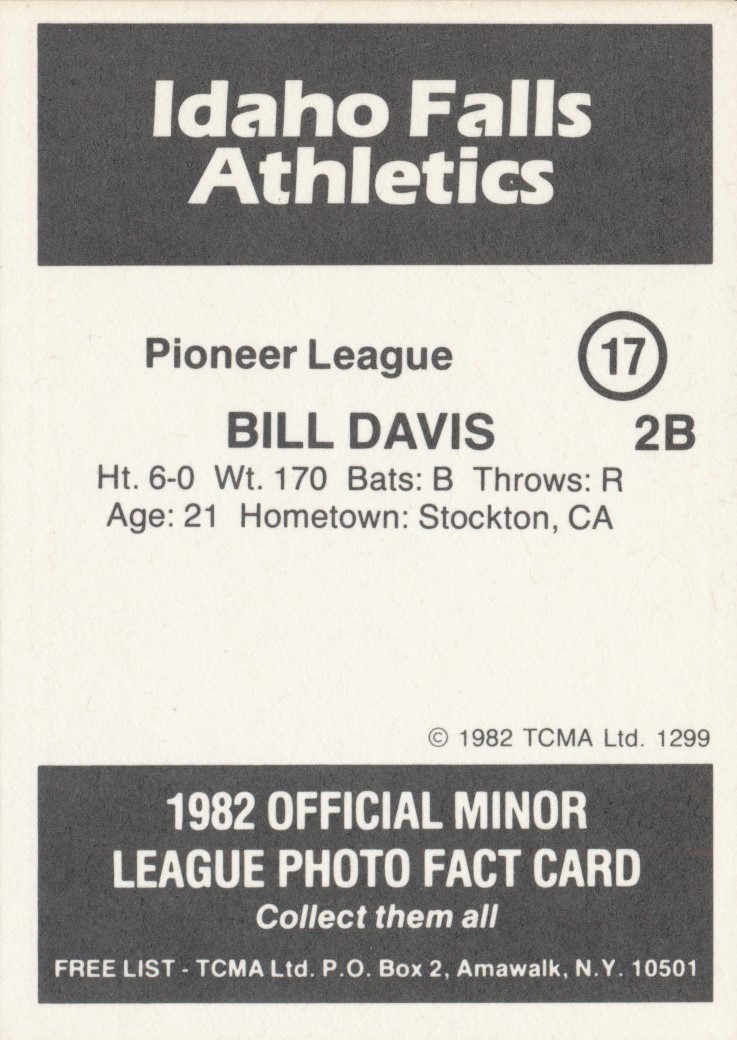 Idaho Falls
Athletics
Pioneer League 17
BILL DAVIS 2B
Ht. 6-0 Wt. 170 Bats: B Throws: R
Age: 21 Hometown: Stockton, CA
© 1982 TCMA Ltd. 1299
1982 OFFICIAL MINOR
LEAGUE PHOTO FACT CARD
Collect them all
FREE LIST - TCMA Ltd. P.O. Box 2, Amawalk, N.Y. 10501